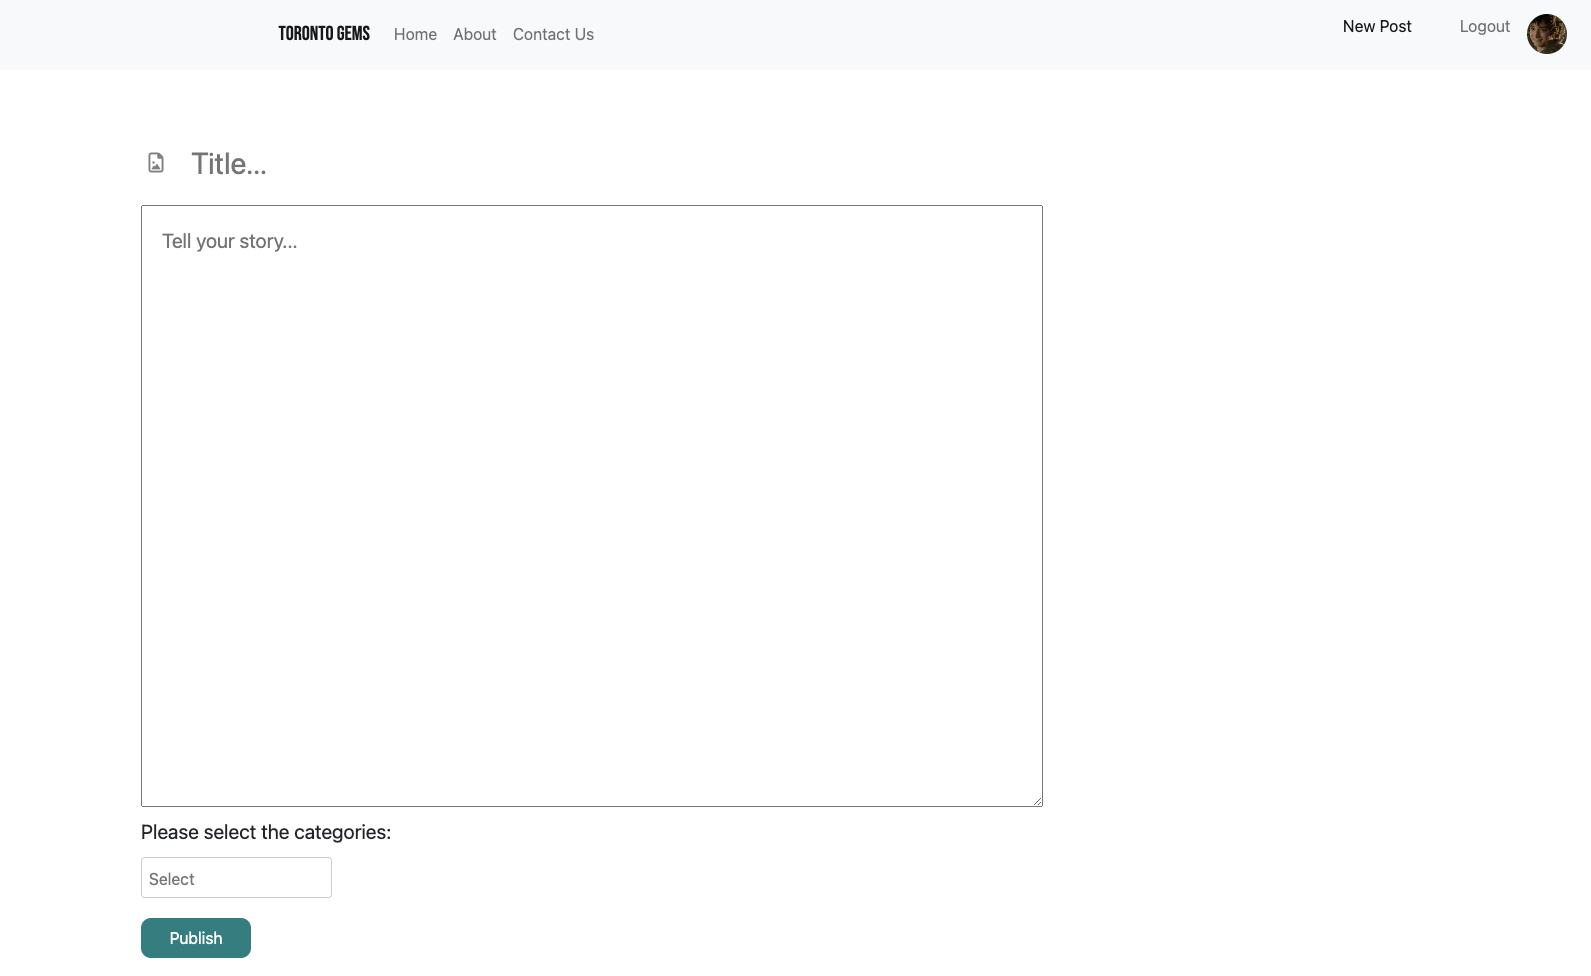 TORONTO GEMS Home About Contact Us New Post Logout
Title...
Tell your story...
Please select the categories:
Select
Publish